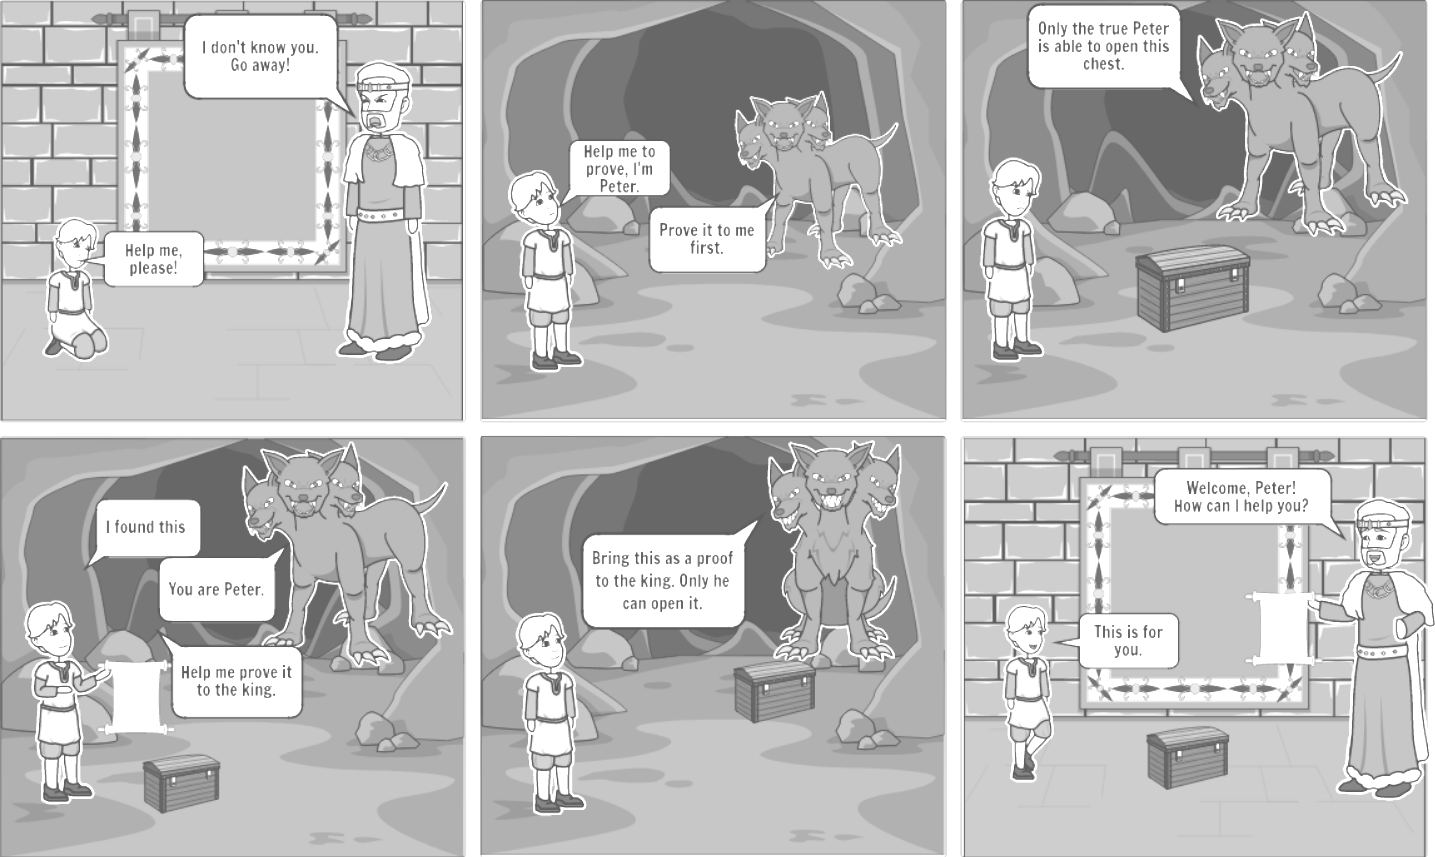 I don't know you.
Go away!
Help me,
please!
Help me to
prove, I'm
Peter.
Prove it to me
first.
Only the true Peter
is able to open this
chest.
I found this
You are Peter.
Help me prove it
to the king.
Bring this as a proof
to the king. Only he
can open it.
Welcome, Peter!
How can I help you?
This is for
you.